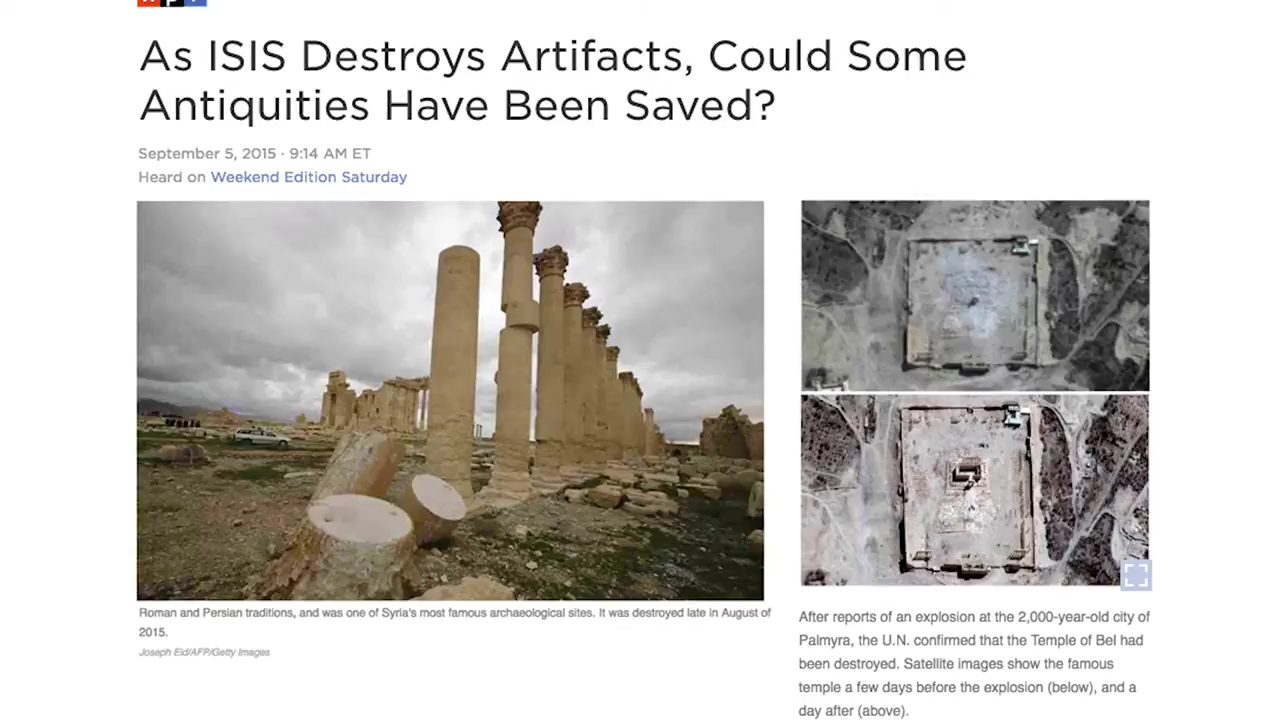 As ISIS Destroys Artifacts, Could Some
Antiquities Have Been Saved?
September 5, 2015 · 9:14 AM ET
Heard on Weekend Edition Saturday
Roman and Persian traditions, and was one of Syria's most famous archaeological sites. It was destroyed late in August of
2015.
Joseph Eid/AFP/Getty Images
After reports of an explosion at the 2,000-year-old city of
Palmyra, the U.N. confirmed that the Temple of Bel had
been destroyed. Satellite images show the famous
temple a few days before the explosion (below), and a
day after (above).